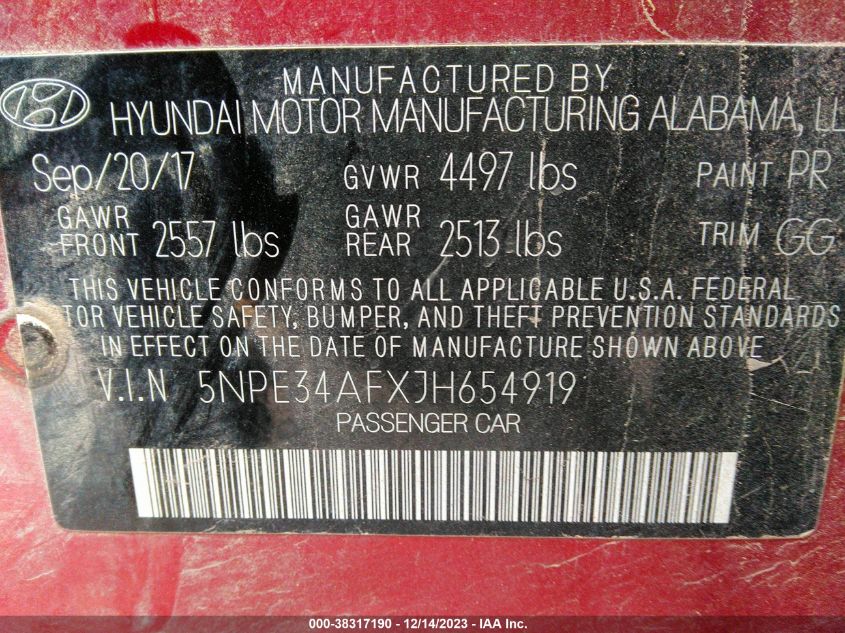 MANUFACTURED BY
HYUNDAI MOTOR MANUFACTURING ALABAMA, LL
Sep/20/17 GVWR 4497 lbs PAINT PR
GAWR FRONT 2557 lbs GAWR REAR 2513 lbs TRIM GG
THIS VEHICLE CONFORMS TO ALL APPLICABLE U.S.A. FEDERAL
TOR VEHICLE SAFETY, BUMPER, AND THEFT PREVENTION STANDARDS
IN EFFECT ON THE DATE OF MANUFACTURE SHOWN ABOVE
V.I.N 5NPE34AFXJH654919
PASSENGER CAR
000-38317190 - 12/14/2023 - IAA Inc.